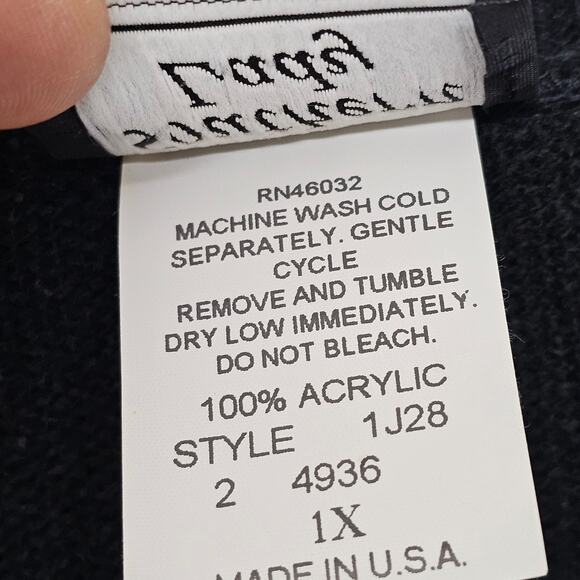 Lady
RN46032
MACHINE WASH COLD
SEPARATELY. GENTLE
CYCLE
REMOVE AND TUMBLE
DRY LOW IMMEDIATELY.
DO NOT BLEACH.
100% ACRYLIC
STYLE 1J28
2 4936
1X
MADE IN U.S.A.